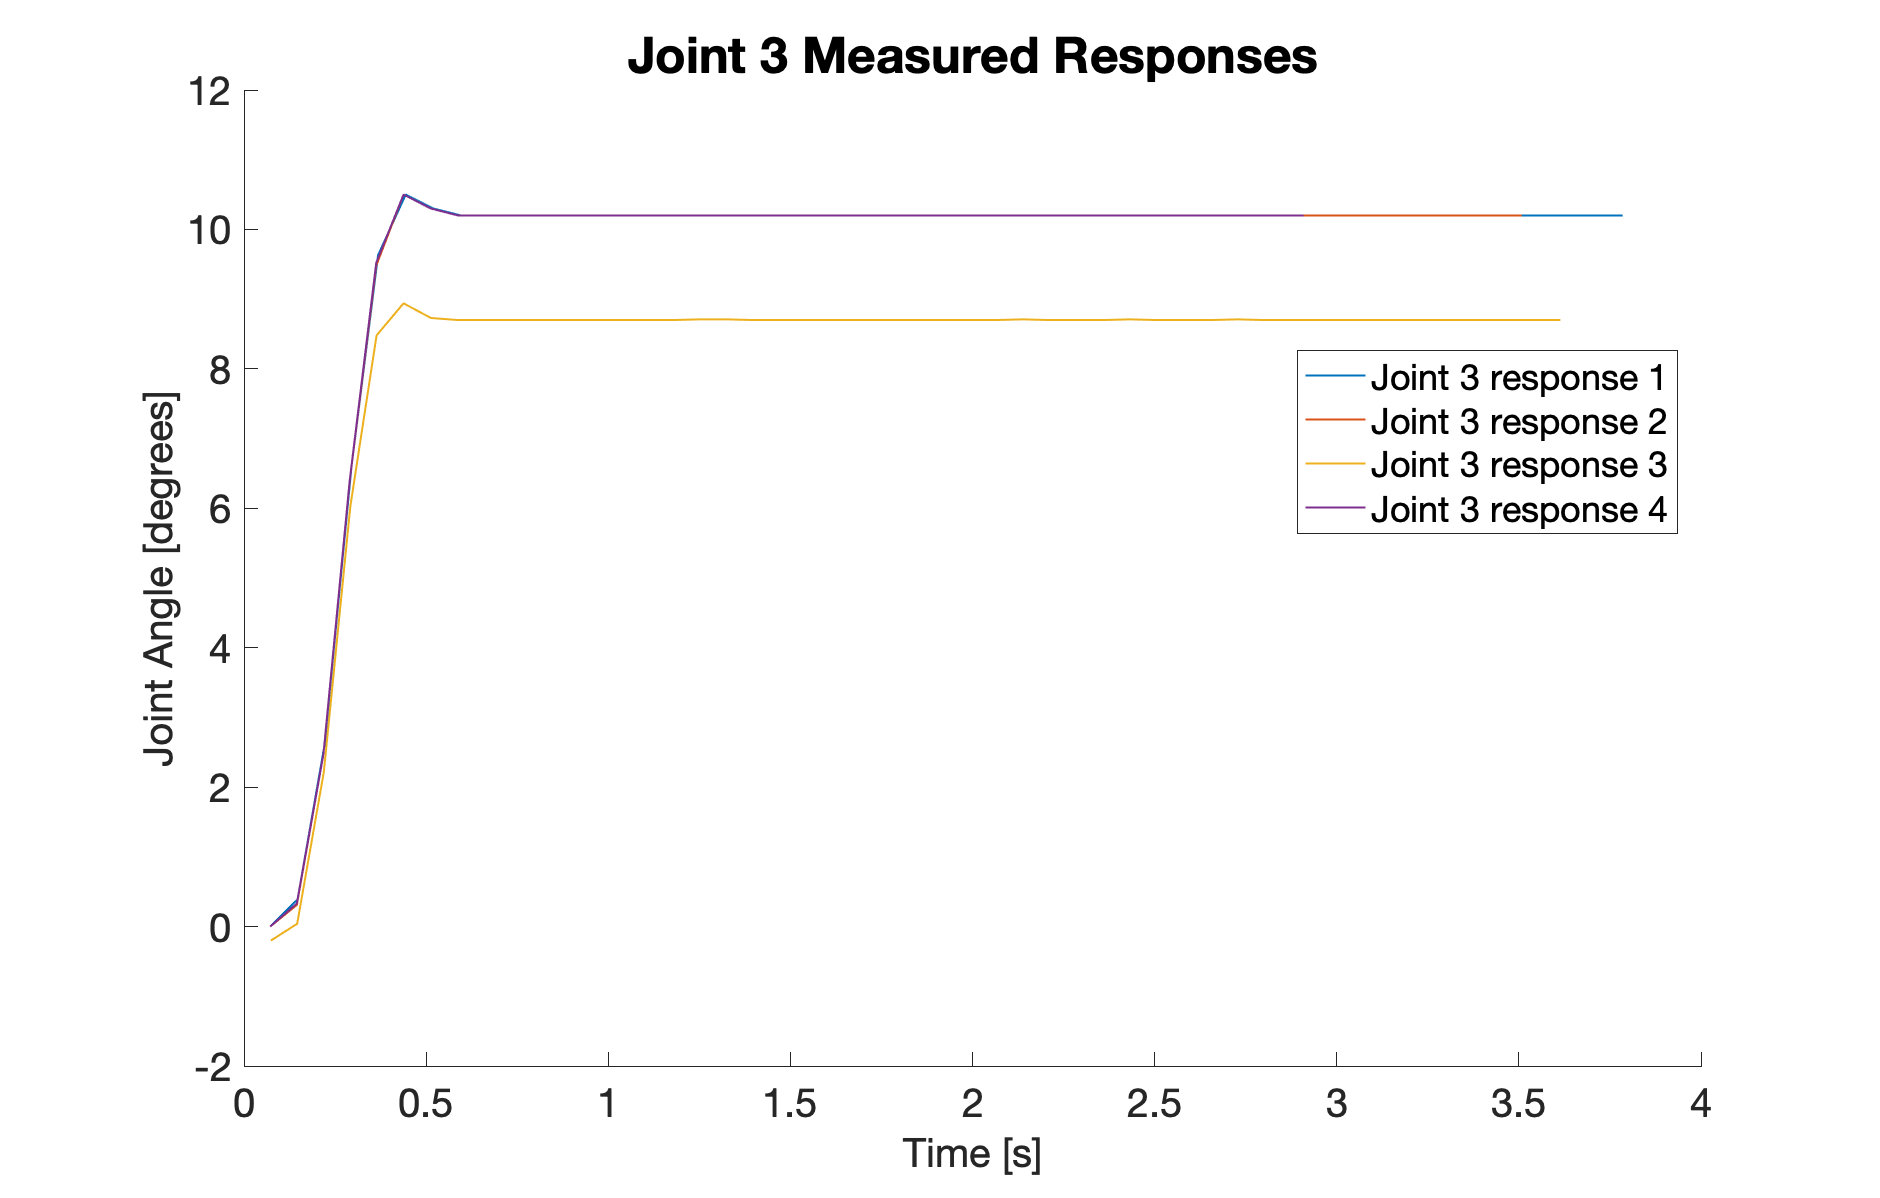 Joint 3 Measured Responses
12
10
8
6
4
2
0
-2
Joint Angle [degrees]
Joint 3 response 1
Joint 3 response 2
Joint 3 response 3
Joint 3 response 4
0 0.5 1 1.5 2 2.5 3 3.5 4
Time [s]